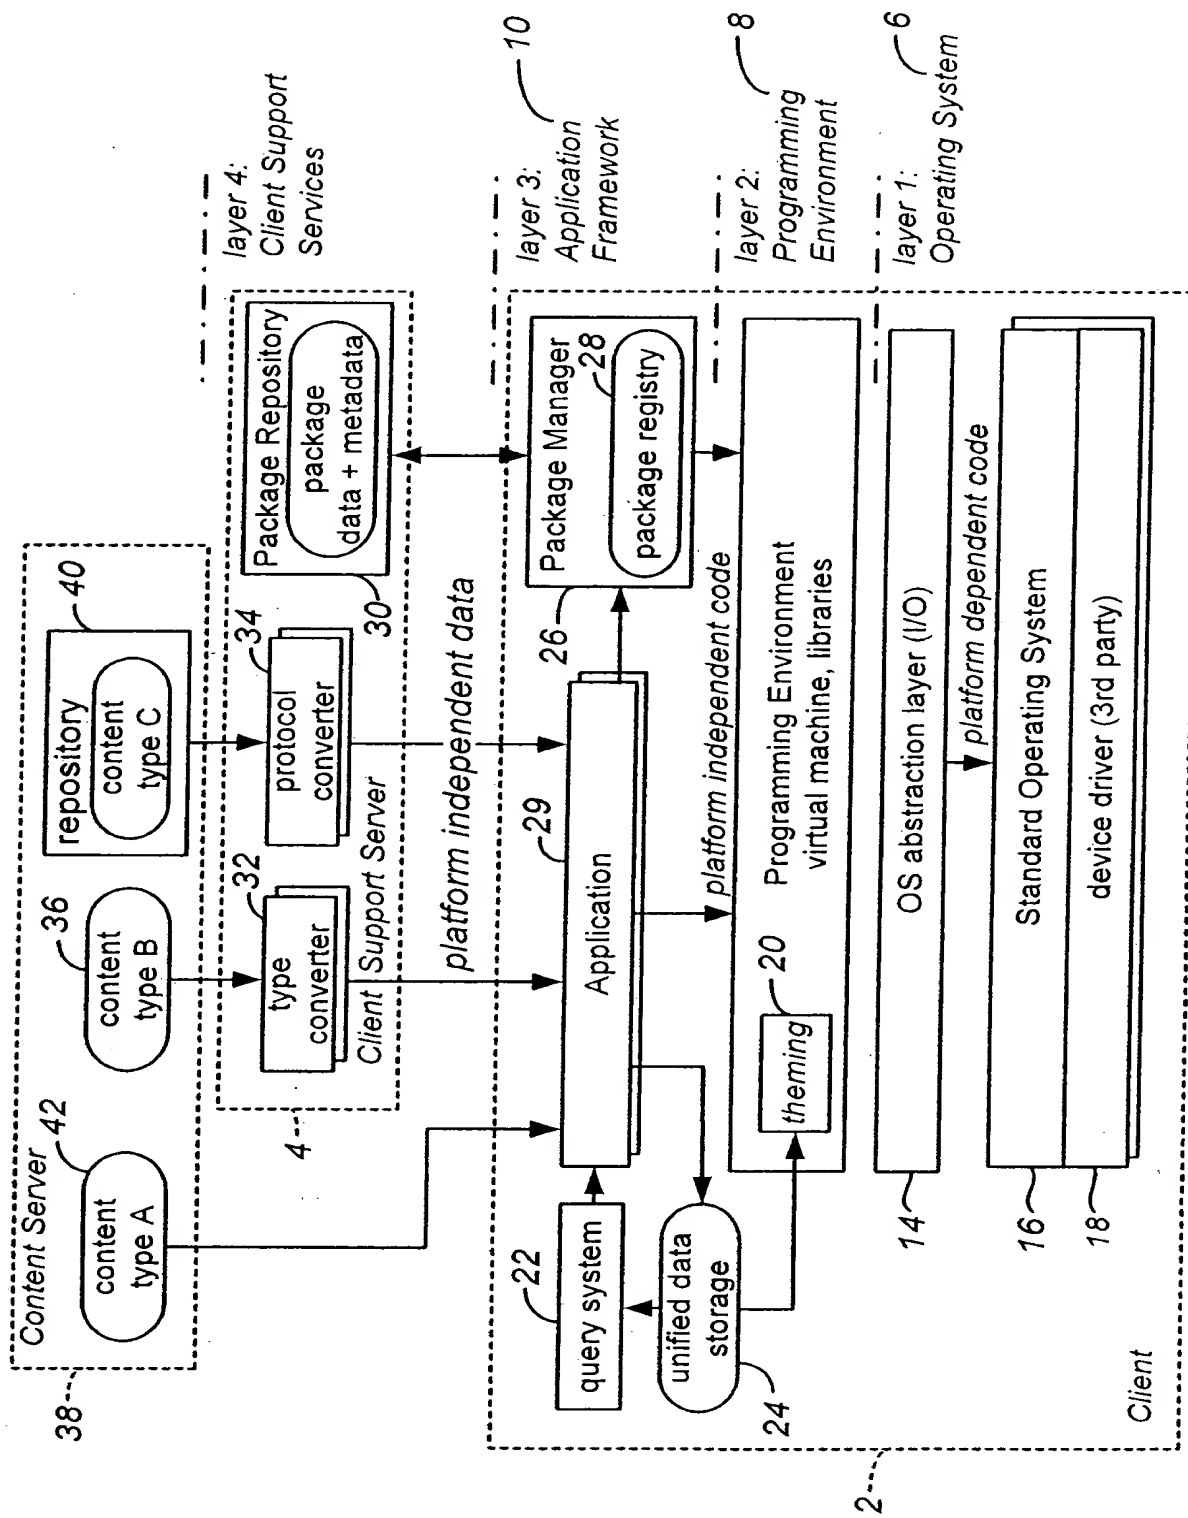 Content Server
38
42
content
type A
36
content
type B
40
repository
content
type C
layer 4:
Client Support
Services
4
32
type
converter
34
protocol
converter
Client Support Server
30
Package Repository
package
data + metadata
platform independent data
layer 3:
Application
Framework
10
22
query system
29
Application
26
Package Manager
28
package registry
unified data
storage
24
platform independent code
layer 2:
Programming
Environment
8
20
theming
Programming Environment
virtual machine, libraries
layer 1:
Operating System
6
14
OS abstraction layer (I/O)
platform dependent code
16
Standard Operating System
18
device driver (3rd party)
Client
2